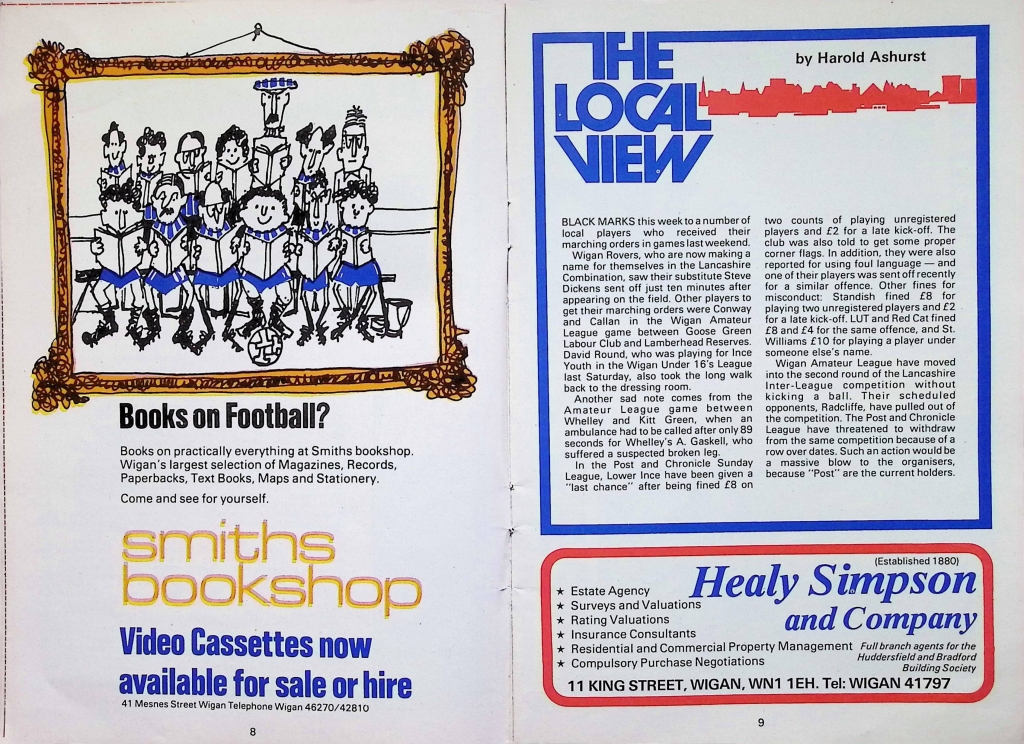 Books on Football?
Books on practically everything at Smiths bookshop.
Wigan's largest selection of Magazines, Records,
Paperbacks, Text Books, Maps and Stationery.
Come and see for yourself.
smiths
bookshop
Video Cassettes now
available for sale or hire
41 Mesnes Street Wigan Telephone Wigan 46270/42810
8
THE
LOCAL
VIEW
by Harold Ashurst
BLACK MARKS this week to a number of
local players who received their
marching orders in games last weekend.
Wigan Rovers, who are now making a
name for themselves in the Lancashire
Combination, saw their substitute Steve
Dickens sent off just ten minutes after
appearing on the field. Other players to
get their marching orders were Conway
and Callan in the Wigan Amateur
League game between Goose Green
Labour Club and Lamberhead Reserves.
David Round, who was playing for Ince
Youth in the Wigan Under 16's League
last Saturday, also took the long walk
back to the dressing room.
Another sad note comes from the
Amateur League game between
Whelley and Kitt Green, when an
ambulance had to be called after only 89
seconds for Whelley's A. Gaskell, who
suffered a suspected broken leg.
In the Post and Chronicle Sunday
League, Lower Ince have been given a
"last chance" after being fined £8 on
two counts of playing unregistered
players and £2 for a late kick-off. The
club was also told to get some proper
corner flags. In addition, they were also
reported for using foul language — and
one of their players was sent off recently
for a similar offence. Other fines for
misconduct: Standish fined £8 for
playing two unregistered players and £2
for a late kick-off. LUT and Red Cat fined
£8 and £4 for the same offence, and St.
Williams £10 for playing a player under
someone else's name.
Wigan Amateur League have moved
into the second round of the Lancashire
Inter-League competition without
kicking a ball. Their scheduled
opponents, Radcliffe, have pulled out of
the competition. The Post and Chronicle
League have threatened to withdraw
from the same competition because of a
row over dates. Such an action would be
a massive blow to the organisers,
because "Post" are the current holders.
(Established 1880)
Healy Simpson
and Company
★ Estate Agency
★ Surveys and Valuations
★ Rating Valuations
★ Insurance Consultants
★ Residential and Commercial Property Management
★ Compulsory Purchase Negotiations
Full branch agents for the
Huddersfield and Bradford
Building Society
11 KING STREET, WIGAN, WN1 1EH. Tel: WIGAN 41797
9